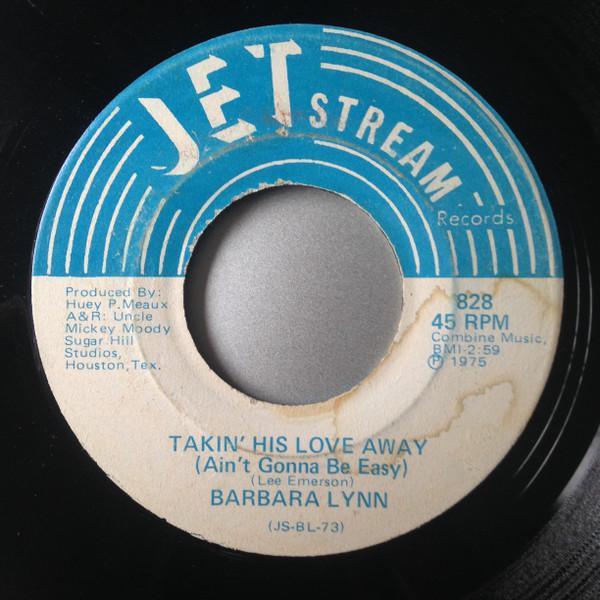 JET STREAM
Records
Produced By:
Huey P. Meaux
A&R: Uncle
Mickey Moody
Sugar Hill
Studios,
Houston, Tex.
828
45 RPM
Combine Music,
BMI-2:59
Ⓟ 1975
TAKIN' HIS LOVE AWAY
(Ain't Gonna Be Easy)
(Lee Emerson)
BARBARA LYNN
(JS-BL-73)